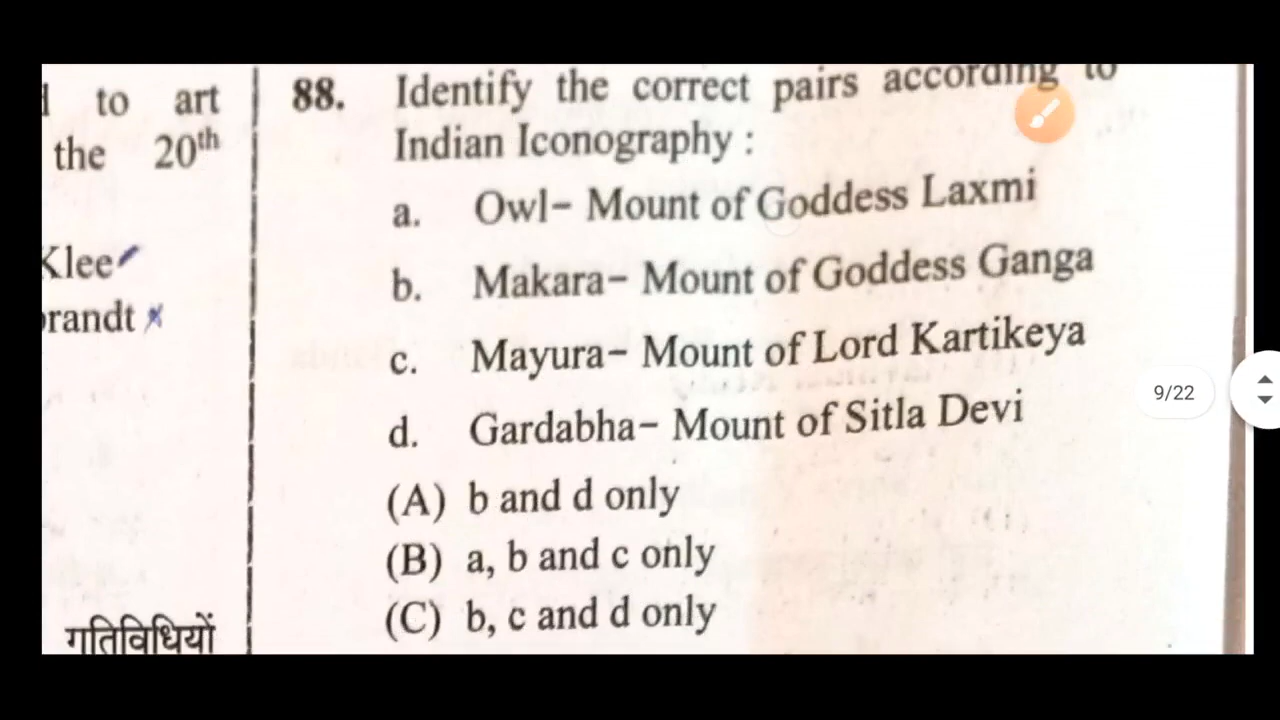 to art
the 20th
Klee
randt
गतिविधियों
88. Identify the correct pairs according to
Indian Iconography :
a. Owl– Mount of Goddess Laxmi
b. Makara– Mount of Goddess Ganga
c. Mayura– Mount of Lord Kartikeya
d. Gardabha– Mount of Sitla Devi
(A) b and d only
(B) a, b and c only
(C) b, c and d only
9/22